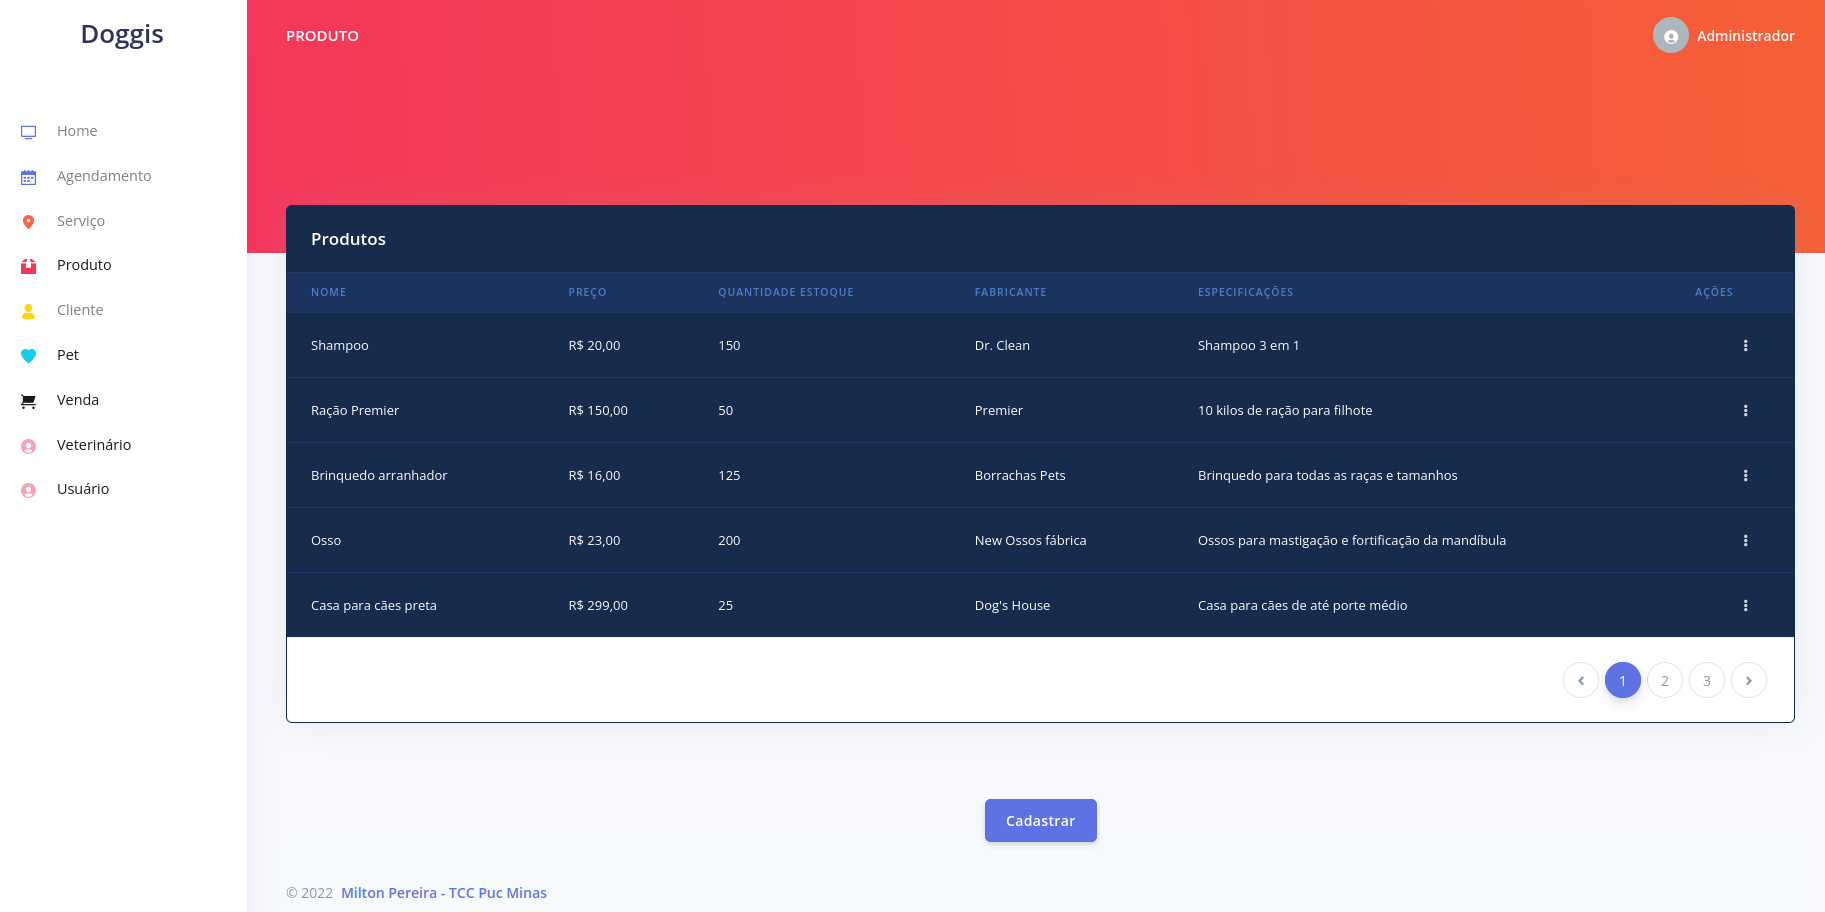 Doggis
PRODUTO
Administrador
Home
Agendamento
Serviço
Produto
Cliente
Pet
Venda
Veterinário
Usuário
Produtos
NOME PREÇO QUANTIDADE ESTOQUE FABRICANTE ESPECIFICAÇÕES AÇÕES
Shampoo R$ 20,00 150 Dr. Clean Shampoo 3 em 1
Ração Premier R$ 150,00 50 Premier 10 kilos de ração para filhote
Brinquedo arranhador R$ 16,00 125 Borrachas Pets Brinquedo para todas as raças e tamanhos
Osso R$ 23,00 200 New Ossos fábrica Ossos para mastigação e fortificação da mandíbula
Casa para cães preta R$ 299,00 25 Dog's House Casa para cães de até porte médio
1 2 3
Cadastrar
© 2022 Milton Pereira - TCC Puc Minas